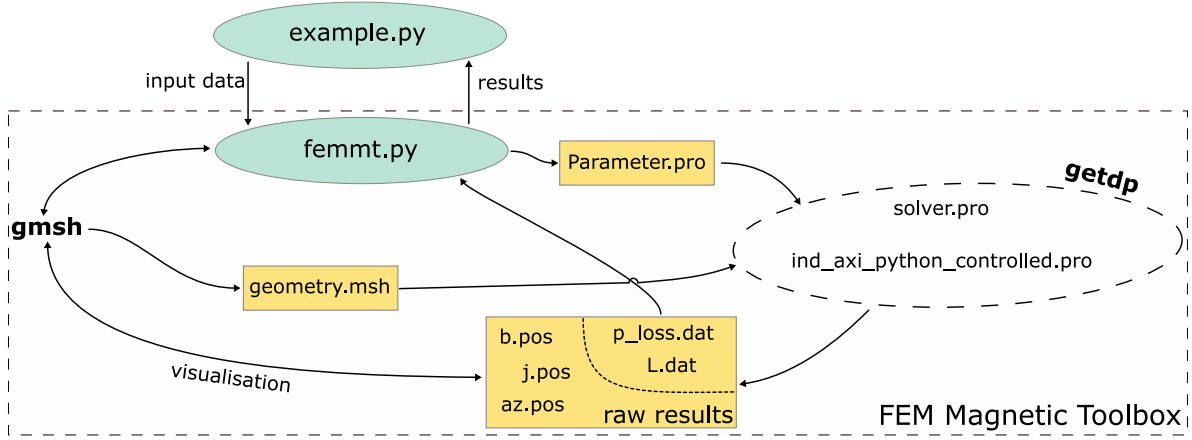 example.py
input data
results
femmt.py
Parameter.pro
getdp
solver.pro
gmsh
ind_axi_python_controlled.pro
geometry.msh
b.pos
p_loss.dat
j.pos
L.dat
az.pos
visualisation
raw results
FEM Magnetic Toolbox